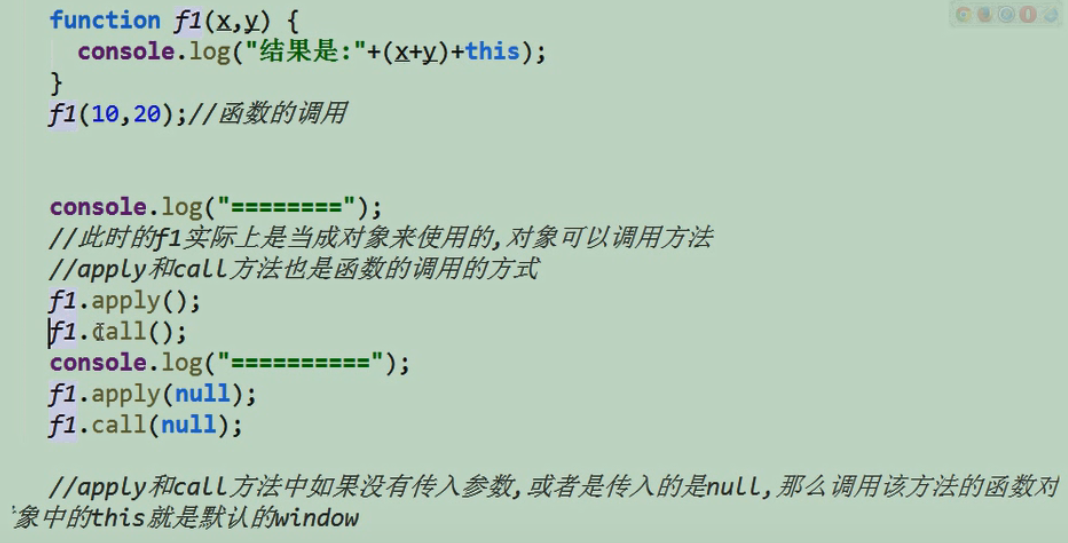 function f1(x,y) {
console.log("结果是:"+(x+y)+this);
}
f1(10,20);//函数的调用
console.log("========");
//此时的f1实际上是当成对象来使用的,对象可以调用方法
//apply和call方法也是函数的调用的方式
f1.apply();
f1.call();
console.log("==========");
f1.apply(null);
f1.call(null);
//apply和call方法中如果没有传入参数,或者是传入的是null,那么调用该方法的函数对
象中的this就是默认的window